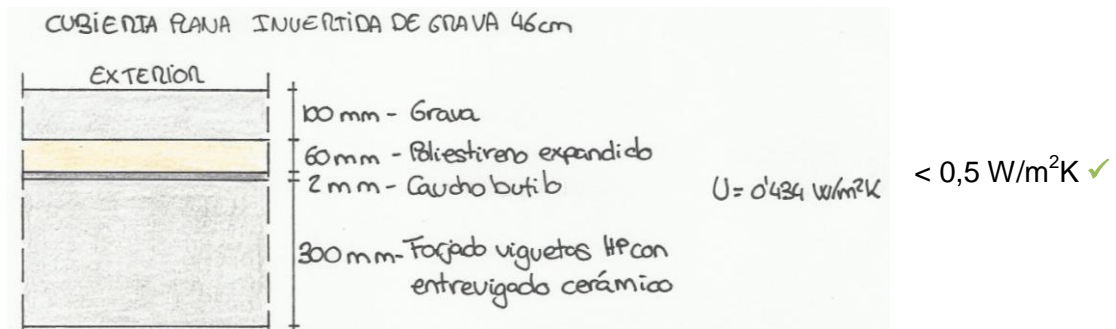 CUBIERTA PLANA INVERTIDA DE GRAVA 46cm
EXTERIOR
100 mm - Grava
60 mm - Poliestireno expandido
2 mm - Caucho butilo
U= 0'434 W/m²K
< 0,5 W/m²K ✓
300 mm- Forjado viguetas HP con
entrevigado cerámico